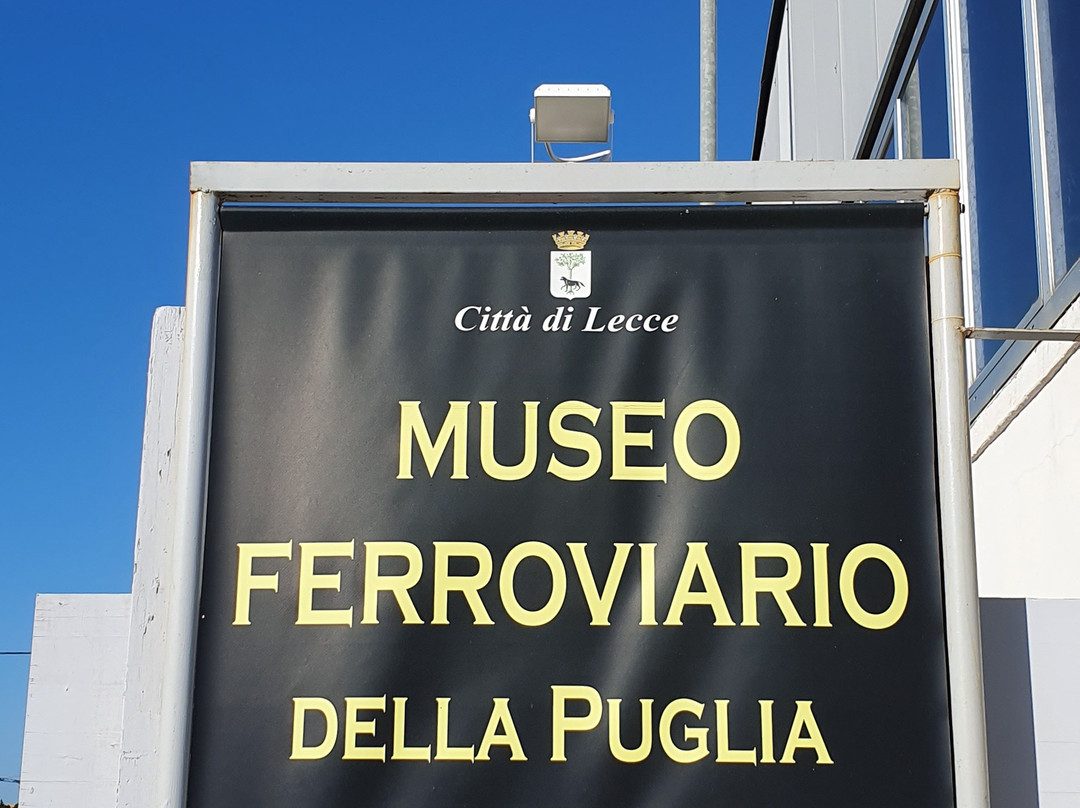 Città di Lecce
MUSEO
FERROVIARIO
DELLA PUGLIA